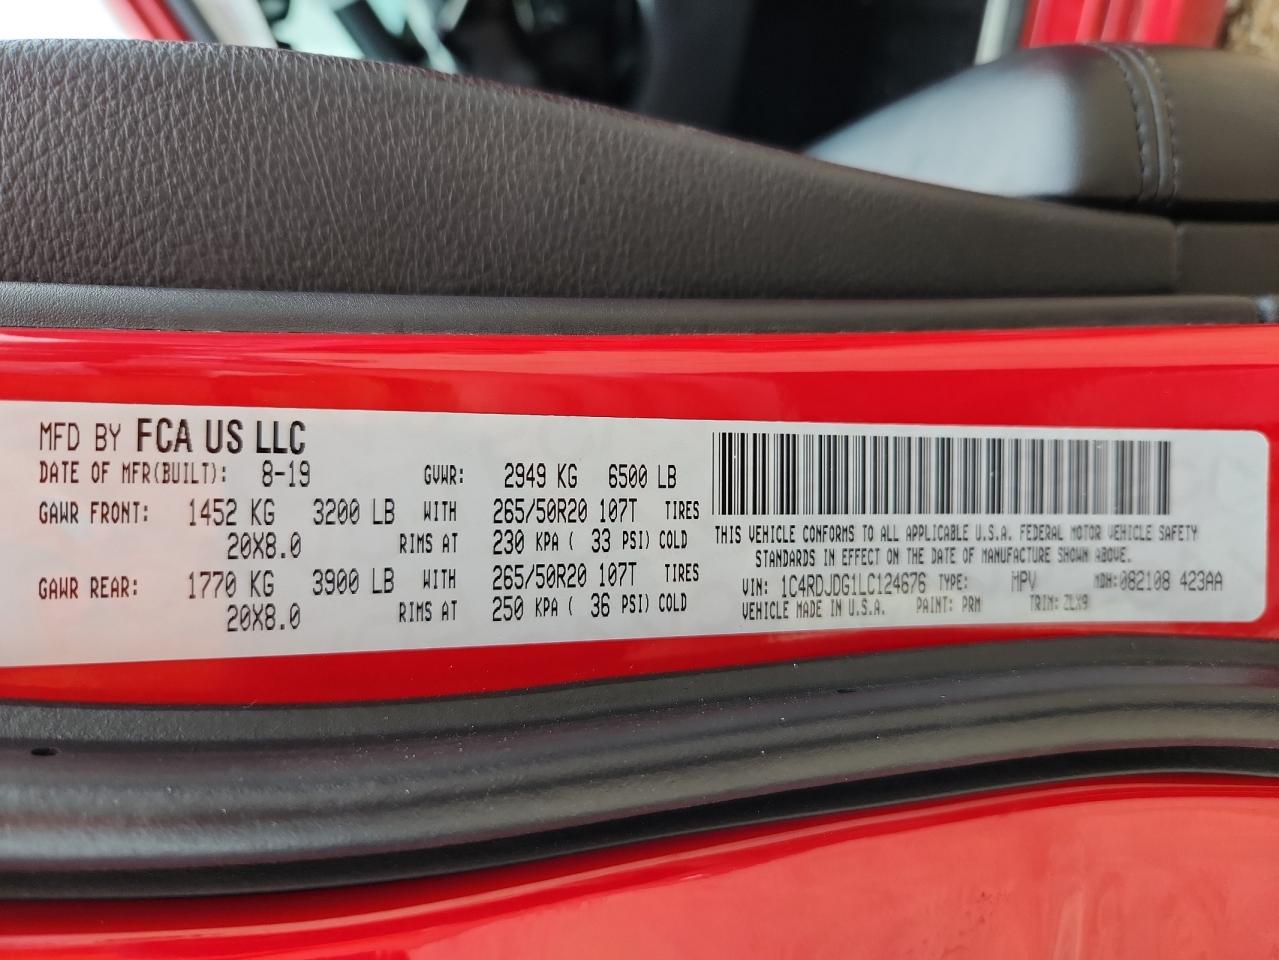 MFD BY FCA US LLC
DATE OF MFR(BUILT): 8-19 GVWR: 2949 KG 6500 LB
GAWR FRONT: 1452 KG 3200 LB WITH 265/50R20 107T TIRES
20X8.0 RIMS AT 230 KPA ( 33 PSI) COLD
GAWR REAR: 1770 KG 3900 LB WITH 265/50R20 107T TIRES
20X8.0 RIMS AT 250 KPA ( 36 PSI) COLD
THIS VEHICLE CONFORMS TO ALL APPLICABLE U.S.A. FEDERAL MOTOR VEHICLE SAFETY
STANDARDS IN EFFECT ON THE DATE OF MANUFACTURE SHOWN ABOVE.
VIN: 1C4RDJDG1LC124676 TYPE: MPV MDH: 082108 423AA
VEHICLE MADE IN U.S.A. PAINT: PRM TRIM: ZLX9